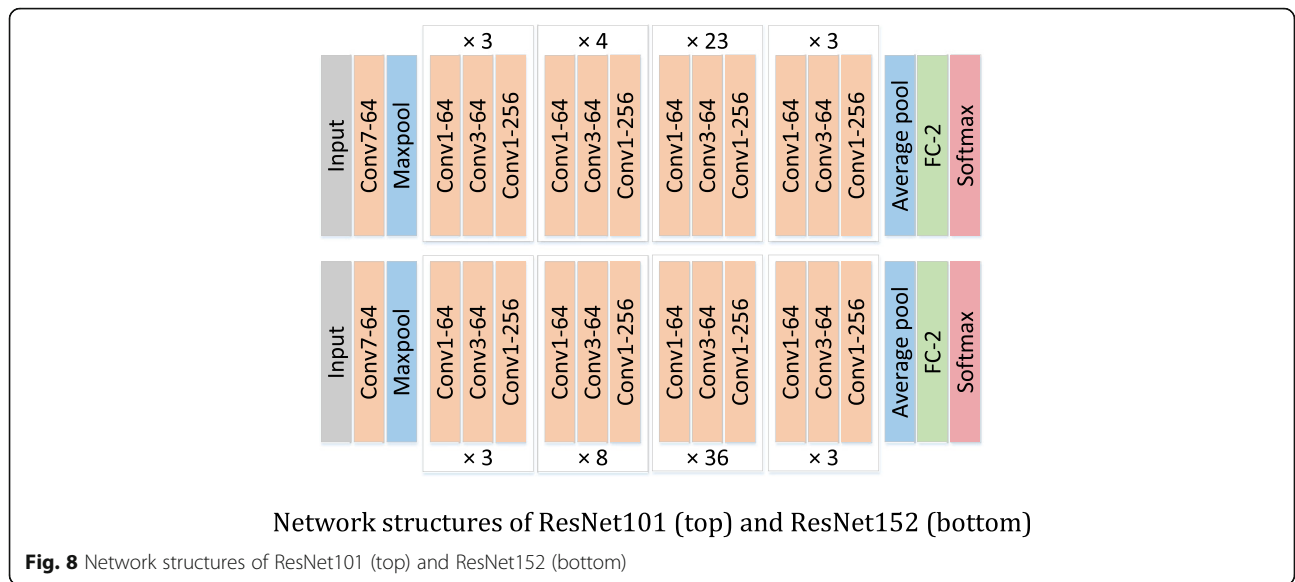 × 3 × 4 × 23 × 3
Input Conv7-64 Maxpool Conv1-64 Conv3-64 Conv1-256 Conv1-64 Conv3-64 Conv1-256 Conv1-64 Conv3-64 Conv1-256 Conv1-64 Conv3-64 Conv1-256 Average pool FC-2 Softmax
Input Conv7-64 Maxpool Conv1-64 Conv3-64 Conv1-256 Conv1-64 Conv3-64 Conv1-256 Conv1-64 Conv3-64 Conv1-256 Conv1-64 Conv3-64 Conv1-256 Average pool FC-2 Softmax
× 3 × 8 × 36 × 3
Network structures of ResNet101 (top) and ResNet152 (bottom)
Fig. 8 Network structures of ResNet101 (top) and ResNet152 (bottom)